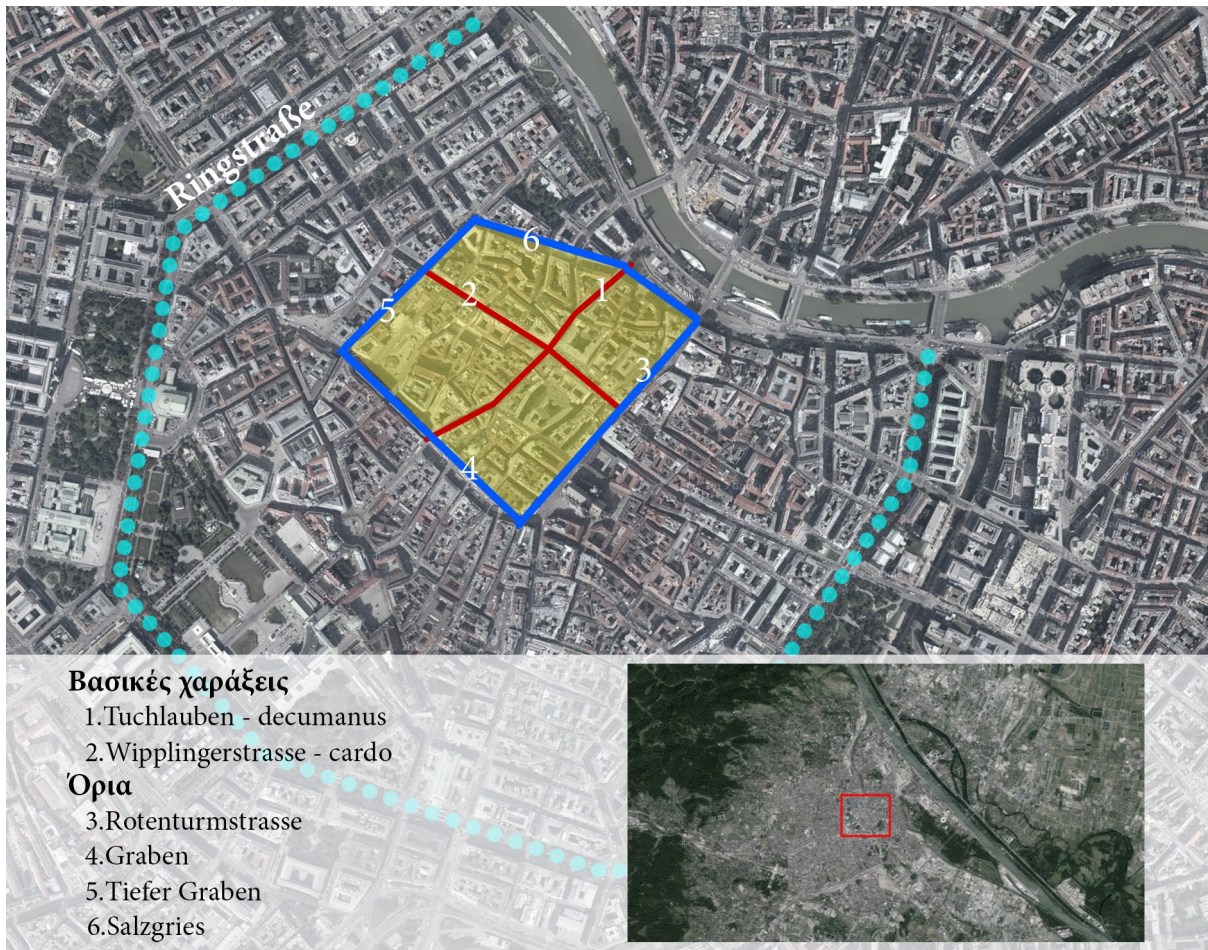 Ringstraße
6
1
2
5
3
4
Βασικές χαράξεις
1.Tuchlauben - decumanus
2.Wipplingerstrasse - cardo
Όρια
3.Rotenturmstrasse
4.Graben
5.Tiefer Graben
6.Salzgries